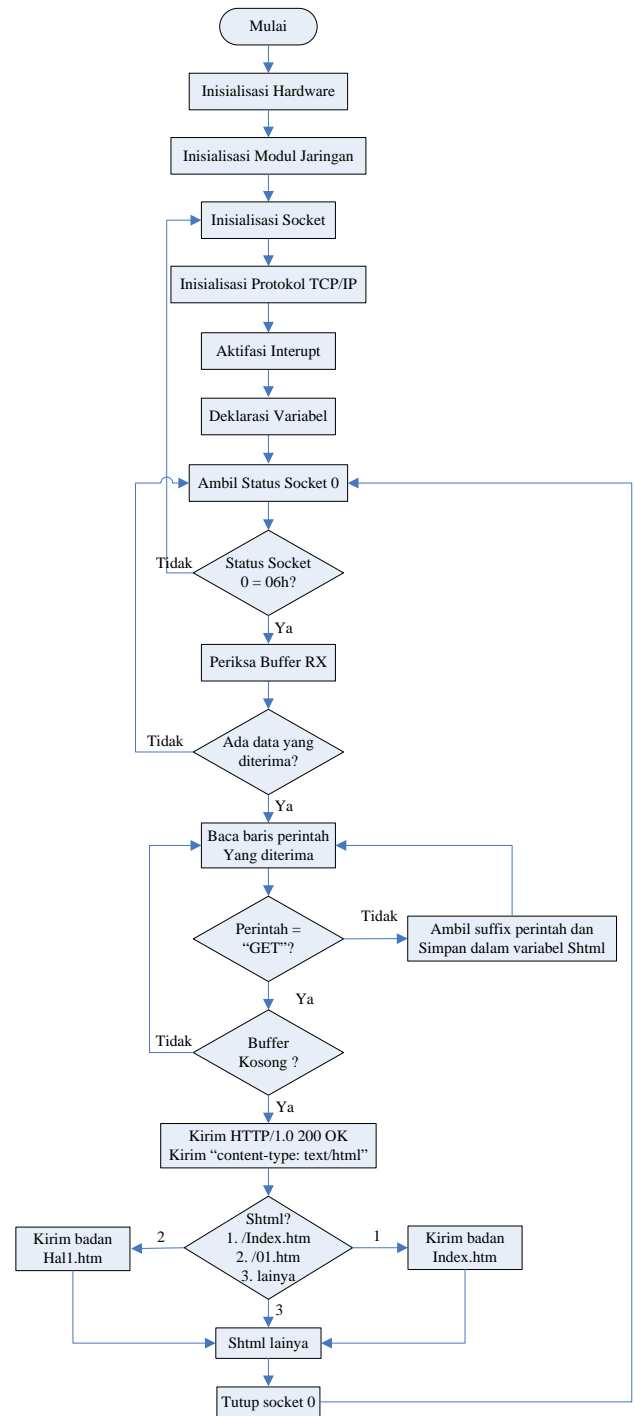 Mulai
Inisialisasi Hardware
Inisialisasi Modul Jaringan
Inisialisasi Socket
Inisialisasi Protokol TCP/IP
Aktifasi Interupt
Deklarasi Variabel
Ambil Status Socket 0
Tidak
Status Socket
0 = 06h?
Ya
Periksa Buffer RX
Tidak
Ada data yang
diterima?
Ya
Baca baris perintah
Yang diterima
Perintah =
“GET”?
Tidak
Ambil suffix perintah dan
Simpan dalam variabel Shtml
Ya
Tidak
Buffer
Kosong ?
Ya
Kirim HTTP/1.0 200 OK
Kirim “content-type: text/html”
Shtml?
1. /Index.htm
2. /01.htm
3. lainya
2
Kirim badan
Hal1.htm
1
Kirim badan
Index.htm
3
Shtml lainya
Tutup socket 0